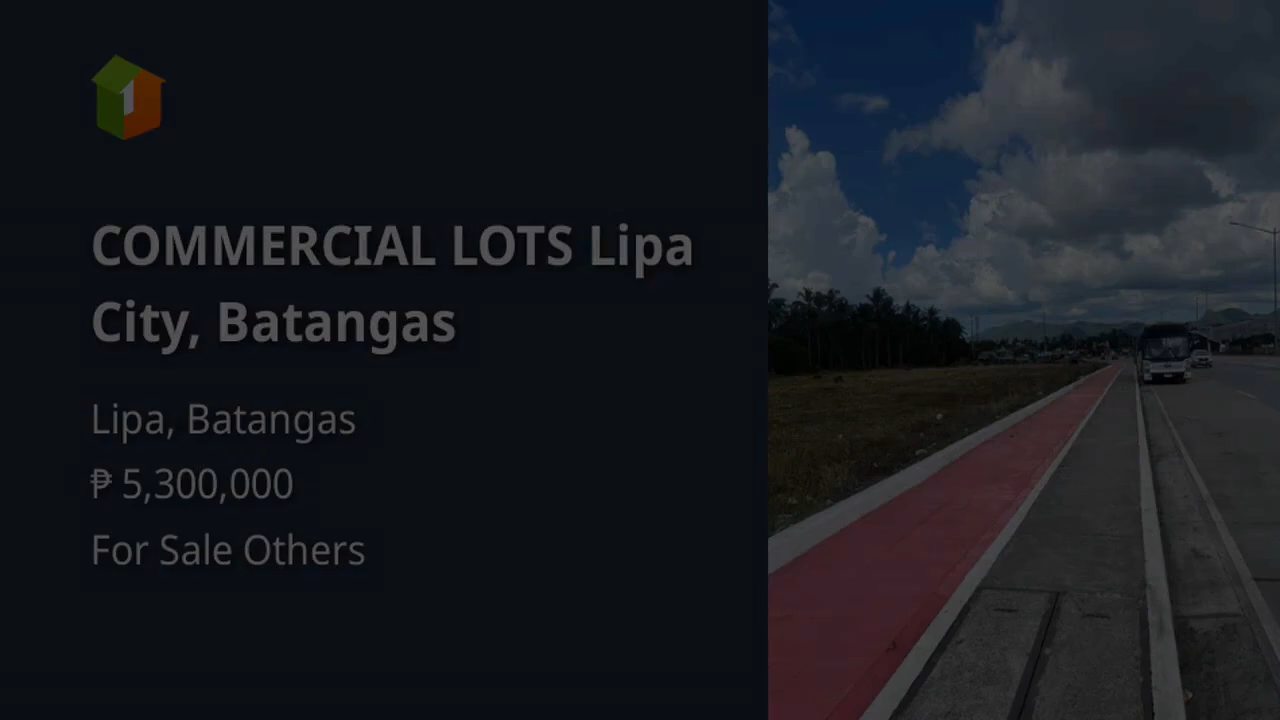 COMMERCIAL LOTS Lipa
City, Batangas
Lipa, Batangas
₱ 5,300,000
For Sale Others